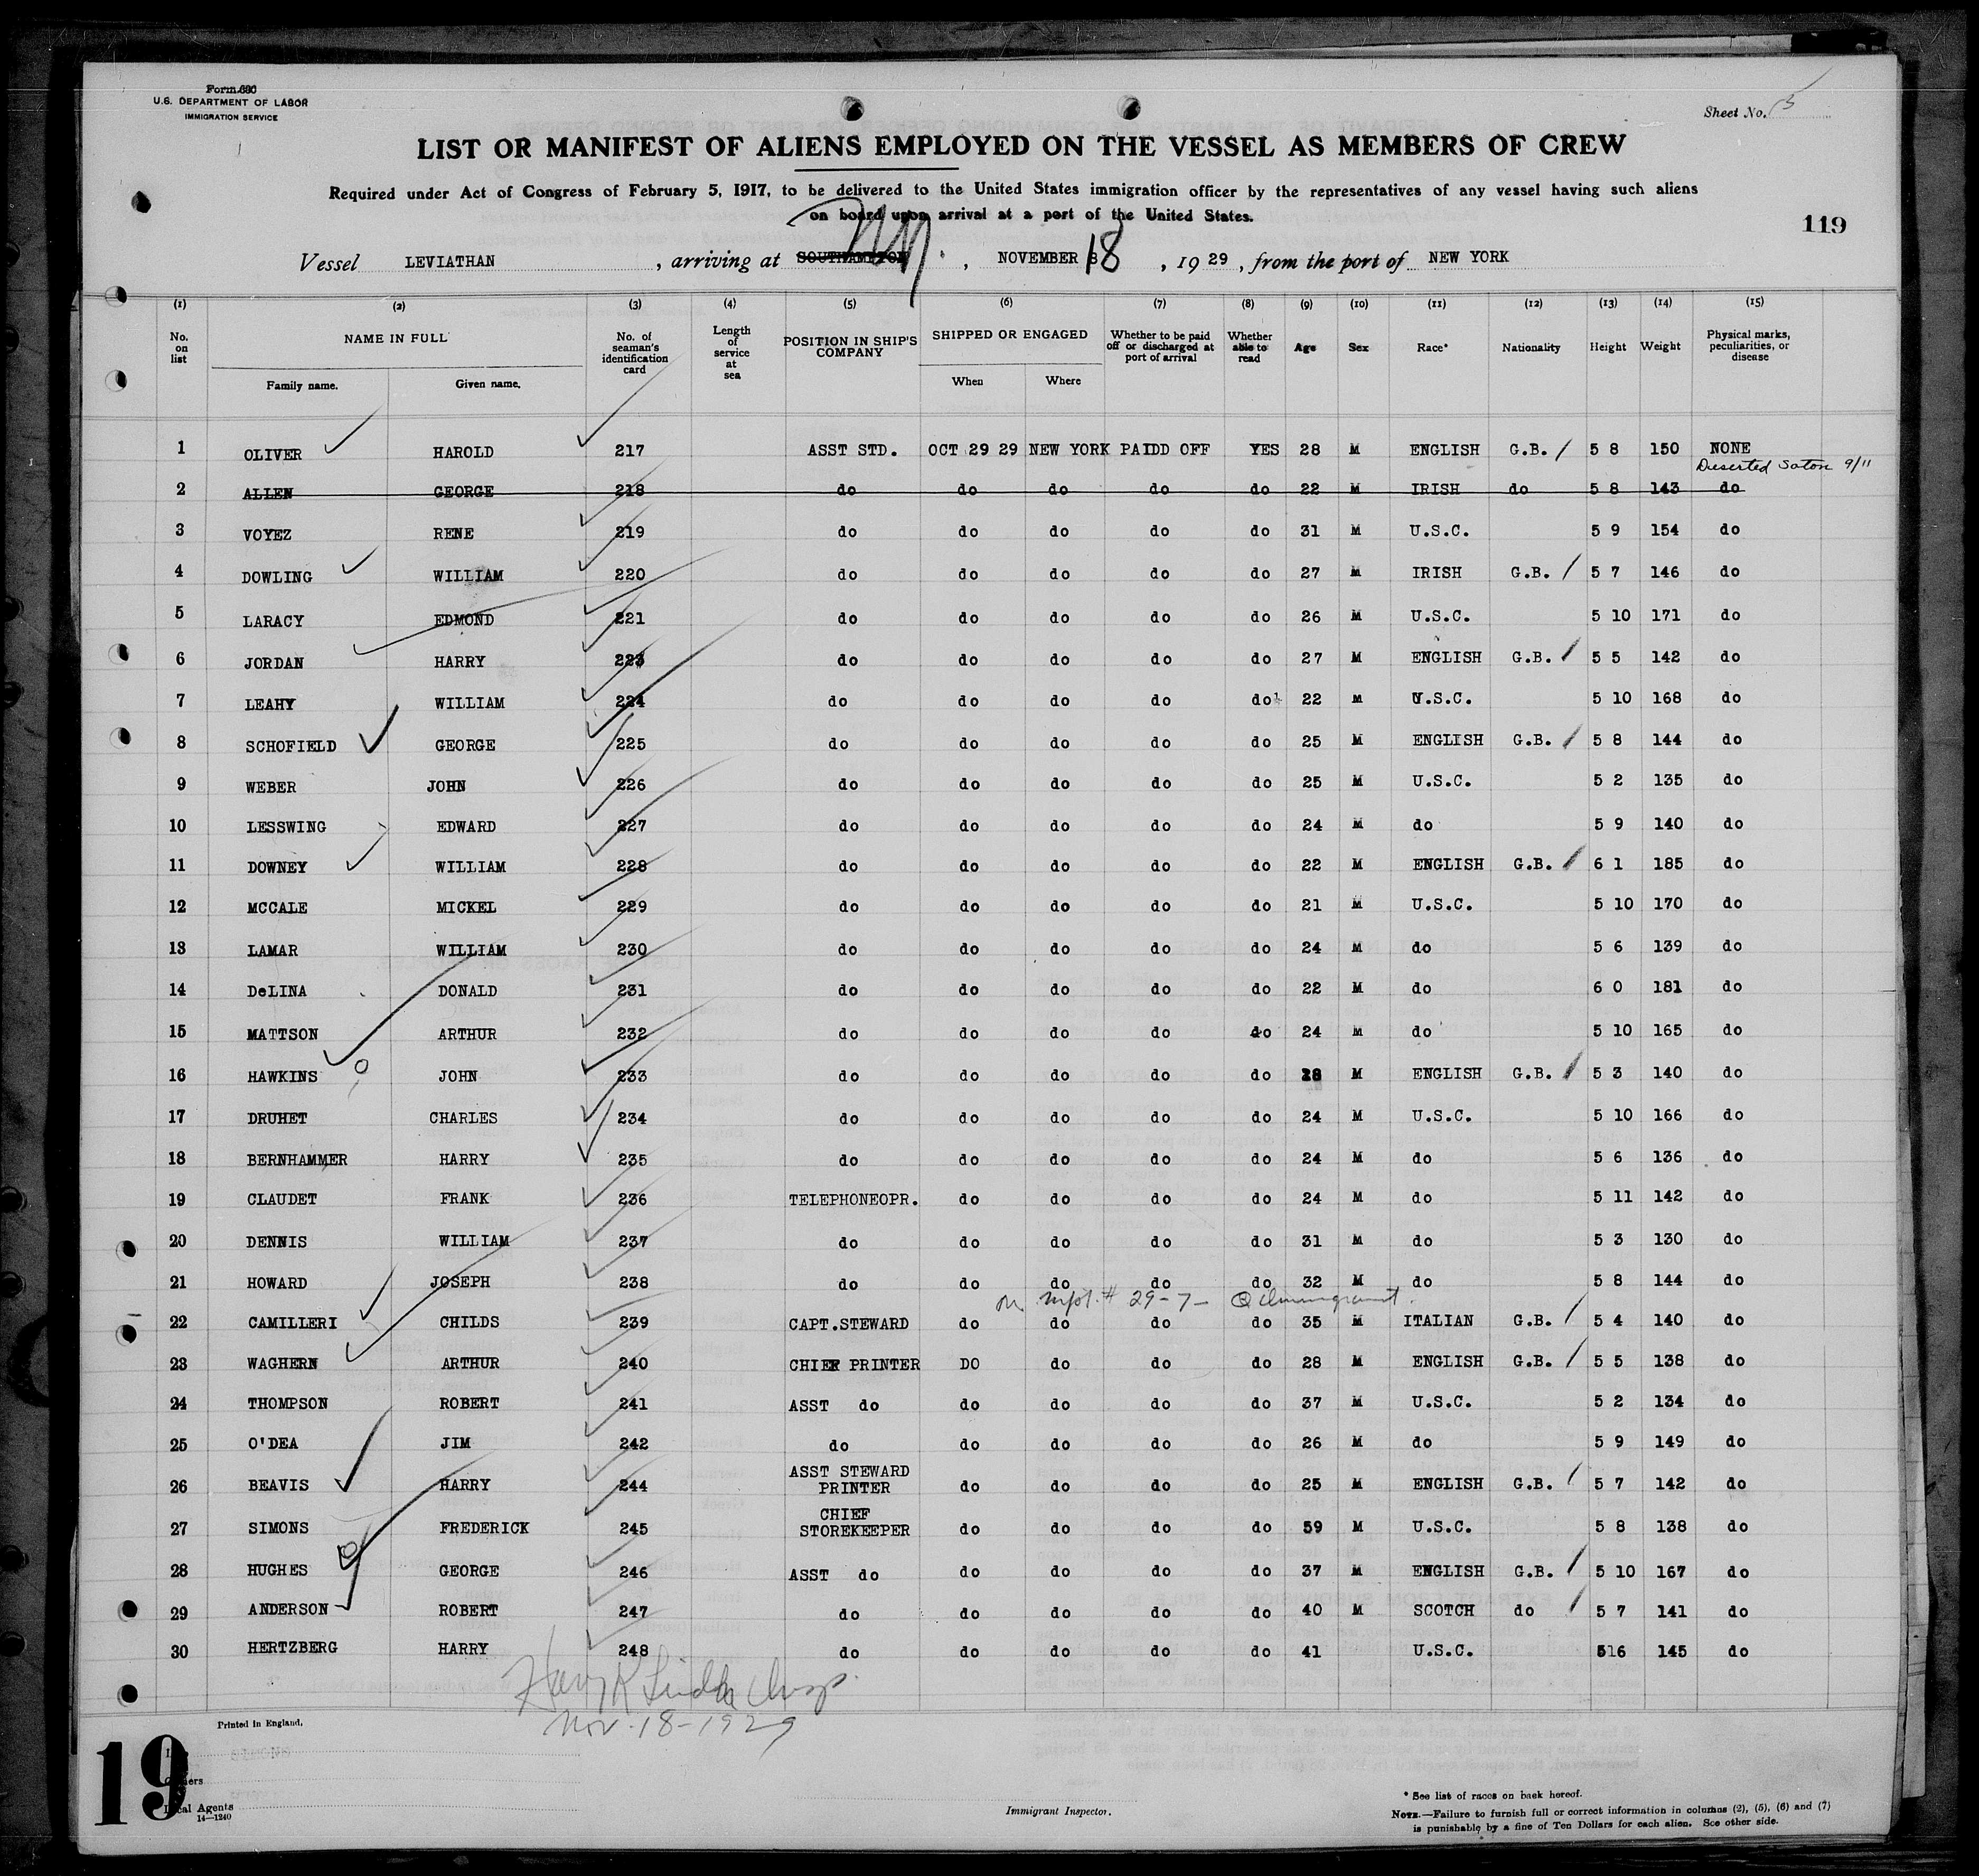 Form 680
U.S. DEPARTMENT OF LABOR
IMMIGRATION SERVICE
Sheet No. 5
LIST OR MANIFEST OF ALIENS EMPLOYED ON THE VESSEL AS MEMBERS OF CREW
Required under Act of Congress of February 5, 1917, to be delivered to the United States immigration officer by the representatives of any vessel having such aliens
on board upon arrival at a port of the United States.
119
Vessel LEVIATHAN, arriving at SOUTHAMPTON N.Y., NOVEMBER 18, 1929, from the port of NEW YORK
(1) (2) (3) (4) (5) (6) (7) (8) (9) (10) (11) (12) (13) (14) (15)
No. on list NAME IN FULL Family name. Given name. No. of seaman's identification card Length of service at sea POSITION IN SHIP'S COMPANY SHIPPED OR ENGAGED When Where Whether to be paid off or discharged at port of arrival Whether able to read Age Sex Race* Nationality Height Weight Physical marks, peculiarities, or disease
1 OLIVER HAROLD 217 ASST STD. OCT 29 29 NEW YORK PAIDD OFF YES 28 M ENGLISH G.B. 5 8 150 NONE
Deserted Soton 9/11
2 ALLEN GEORGE 218 do do do do do 22 M IRISH do 5 8 143 do
3 VOYEZ RENE 219 do do do do do 31 M U.S.C. 5 9 154 do
4 DOWLING WILLIAM 220 do do do do do 27 M IRISH G.B. 5 7 146 do
5 LARACY EDMOND 221 do do do do do 26 M U.S.C. 5 10 171 do
6 JORDAN HARRY 223 do do do do do 27 M ENGLISH G.B. 5 5 142 do
7 LEAHY WILLIAM 224 do do do do do 22 M U.S.C. 5 10 168 do
8 SCHOFIELD GEORGE 225 do do do do do 25 M ENGLISH G.B. 5 8 144 do
9 WEBER JOHN 226 do do do do do 25 M U.S.C. 5 2 135 do
10 LESSWING EDWARD 227 do do do do do 24 M do 5 9 140 do
11 DOWNEY WILLIAM 228 do do do do do 22 M ENGLISH G.B. 6 1 185 do
12 MCCALE MICKEL 229 do do do do do 21 M U.S.C. 5 10 170 do
13 LAMAR WILLIAM 230 do do do do do 24 M do 5 6 139 do
14 DeLINA DONALD 231 do do do do do 22 M do 6 0 181 do
15 MATTSON ARTHUR 232 do do do do do 24 M do 5 10 165 do
16 HAWKINS JOHN 233 do do do do do M ENGLISH G.B. 5 3 140 do
17 DRUHET CHARLES 234 do do do do do 24 M U.S.C. 5 10 166 do
18 BERNHAMMER HARRY 235 do do do do do 24 M do 5 6 136 do
19 CLAUDET FRANK 236 TELEPHONEOPR. do do do do 24 M do 5 11 142 do
20 DENNIS WILLIAM 237 do do do do do 31 M do 5 3 130 do
21 HOWARD JOSEPH 238 do do do do do 32 M do 5 8 144 do
# 29-7-
22 CAMILLERI CHILDS 239 CAPT.STEWARD do do do do 35 M ITALIAN G.B. 5 4 140 do
23 WAGHERN ARTHUR 240 CHIEF PRINTER DO do do do 28 M ENGLISH G.B. 5 5 138 do
24 THOMPSON ROBERT 241 ASST do do do do do 37 M U.S.C. 5 2 134 do
25 O'DEA JIM 242 do do do do do 26 M do 5 9 149 do
26 BEAVIS HARRY 244 ASST STEWARD PRINTER do do do do 25 M ENGLISH G.B. 5 7 142 do
27 SIMONS FREDERICK 245 CHIEF STOREKEEPER do do do do 59 M U.S.C. 5 8 138 do
28 HUGHES GEORGE 246 ASST do do do do do 37 M ENGLISH G.B. 5 10 167 do
29 ANDERSON ROBERT 247 do do do do do 40 M SCOTCH do 5 7 141 do
30 HERTZBERG HARRY 248 do do do do do 41 U.S.C. 516 145 do
Nov. 18-1929
Printed in England.
19
Local Agents
14-1240
Immigrant Inspector.
* See list of races on back hereof.
NOTE.—Failure to furnish full or correct information in columns (2), (5), (6) and (7)
is punishable by a fine of Ten Dollars for each alien. See other side.